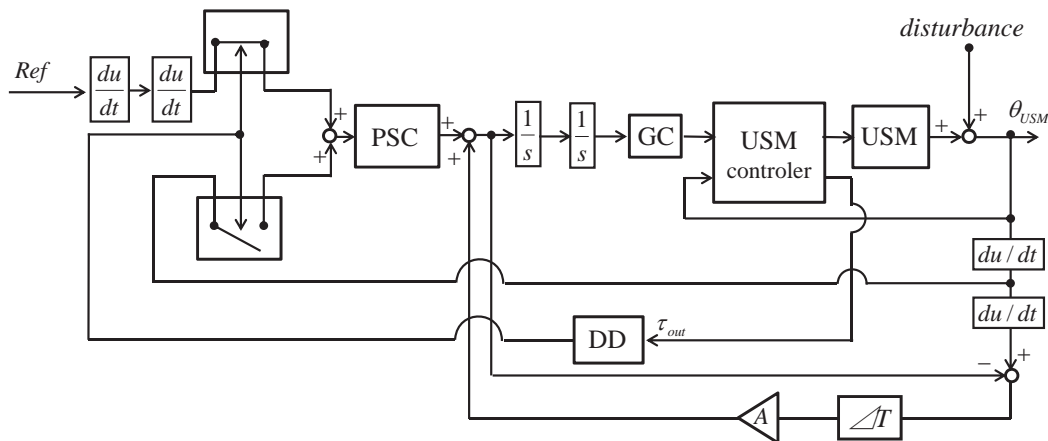 disturbance
Ref
du
dt
du
dt
+
+
PSC
+
+
1
s
1
s
GC
USM
controler
USM
+
+
θ_USM
du / dt
du / dt
τ_out
DD
+
−
A
⊿T